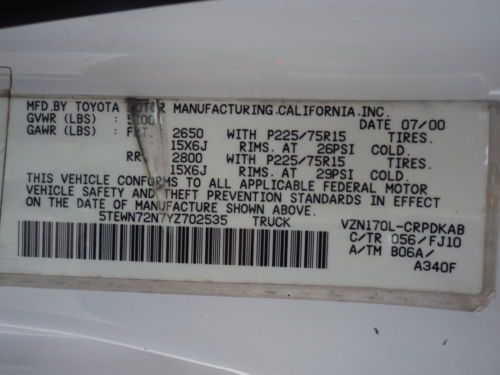 MFD.BY TOYOTA MOTOR MANUFACTURING.CALIFORNIA.INC.
GVWR (LBS) : DATE 07/00
GAWR (LBS) : FRT. 2650 WITH P225/75R15 TIRES.
15X6J RIMS. AT 26PSI COLD.
RR 2800 WITH P225/75R15 TIRES.
15X6J RIMS. AT 29PSI COLD.
THIS VEHICLE CONFORMS TO ALL APPLICABLE FEDERAL MOTOR
VEHICLE SAFETY AND THEFT PREVENTION STANDARDS IN EFFECT
ON THE DATE OF MANUFACTURE SHOWN ABOVE.
5TEWN72N7YZ702535 TRUCK VZN170L-CRPDKAB
C/TR 056/FJ10
A/TM B06A/
A340F